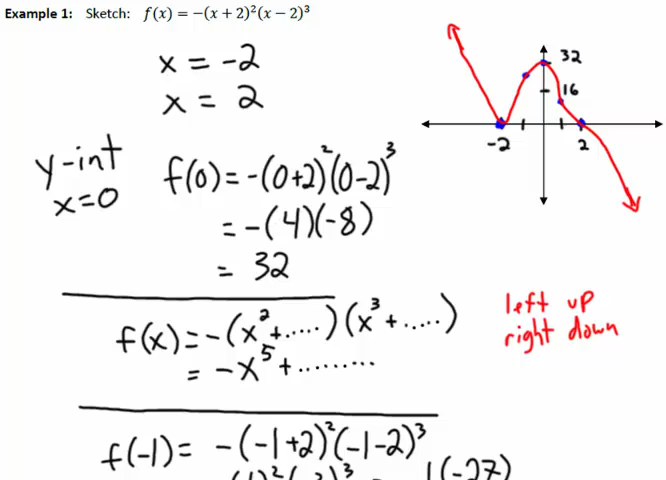 Example 1: Sketch: f(x) = −(x + 2)²(x − 2)³
x = -2
x = 2
32
16
-2 2
y-int
x=0
f(0) = -(0+2)²(0-2)³
= -(4)(-8)
= 32
f(x) = -(x²+.....)(x³+.....)
= -x⁵+.........
left up
right down
f(-1) = -(-1+2)²(-1-2)³